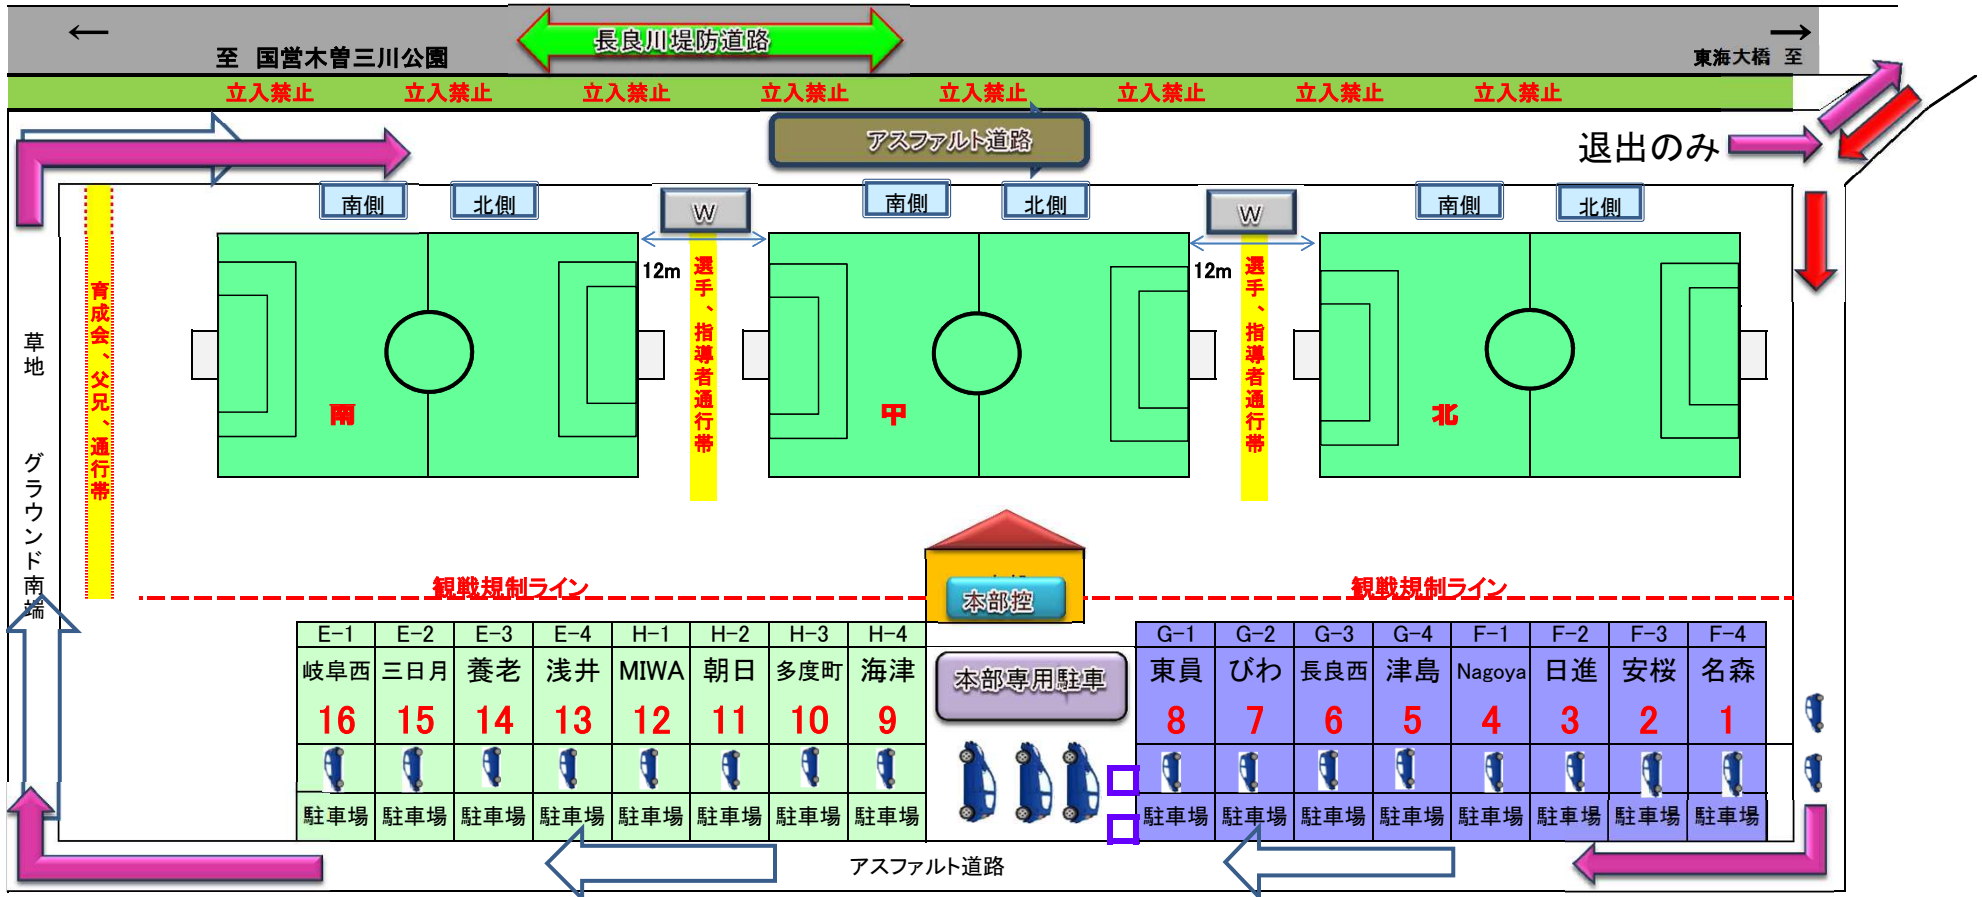 ←
長良川堤防道路
→
至 国営木曽三川公園
東海大橋 至
立入禁止 立入禁止 立入禁止 立入禁止 立入禁止 立入禁止 立入禁止 立入禁止
アスファルト道路
退出のみ
南側 北側 W 南側 北側 W 南側 北側
12m
12m
選手、指導者通行帯
選手、指導者通行帯
育成会、父兄、通行帯
草地 グラウンド南端
南
甲
北
観戦規制ライン
観戦規制ライン
本部控
E-1 E-2 E-3 E-4 H-1 H-2 H-3 H-4
岐阜西 三日月 養老 浅井 MIWA 朝日 多度町 海津
16 15 14 13 12 11 10 9
駐車場 駐車場 駐車場 駐車場 駐車場 駐車場 駐車場 駐車場
本部専用駐車
G-1 G-2 G-3 G-4 F-1 F-2 F-3 F-4
東員 びわ 長良西 津島 Nagoya 日進 安桜 名森
8 7 6 5 4 3 2 1
駐車場 駐車場 駐車場 駐車場 駐車場 駐車場 駐車場 駐車場
アスファルト道路